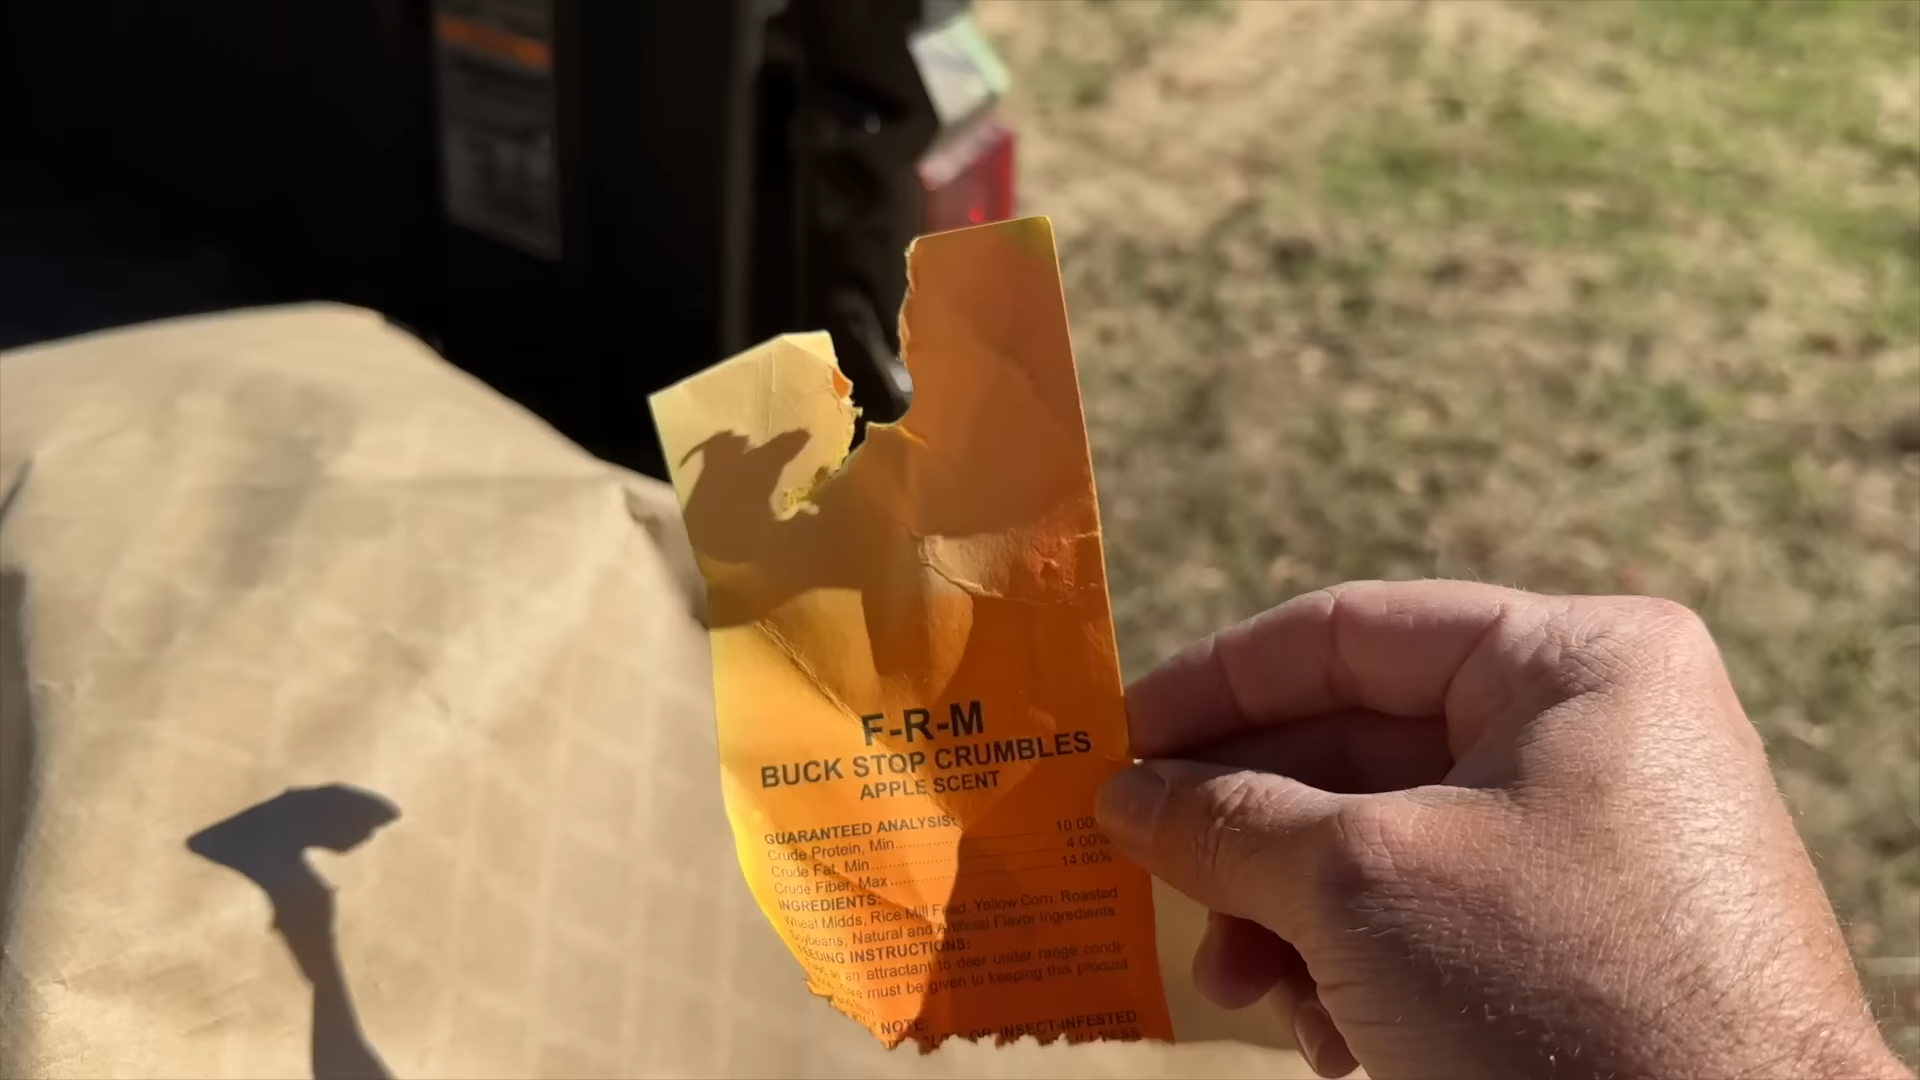 F-R-M
BUCK STOP CRUMBLES
APPLE SCENT
GUARANTEED ANALYSIS:
Crude Protein, Min.......................... 10.00%
Crude Fat, Min.......................... 4.00%
Crude Fiber, Max.......................... 14.00%
INGREDIENTS:
Wheat Midds, Rice Mill Feed, Yellow Corn, Roasted
Soybeans, Natural and Artificial Flavor Ingredients
FEEDING INSTRUCTIONS:
an attractant to deer under range condi-
must be given to keeping this product
NOTE:
OR INSECT-INFESTED